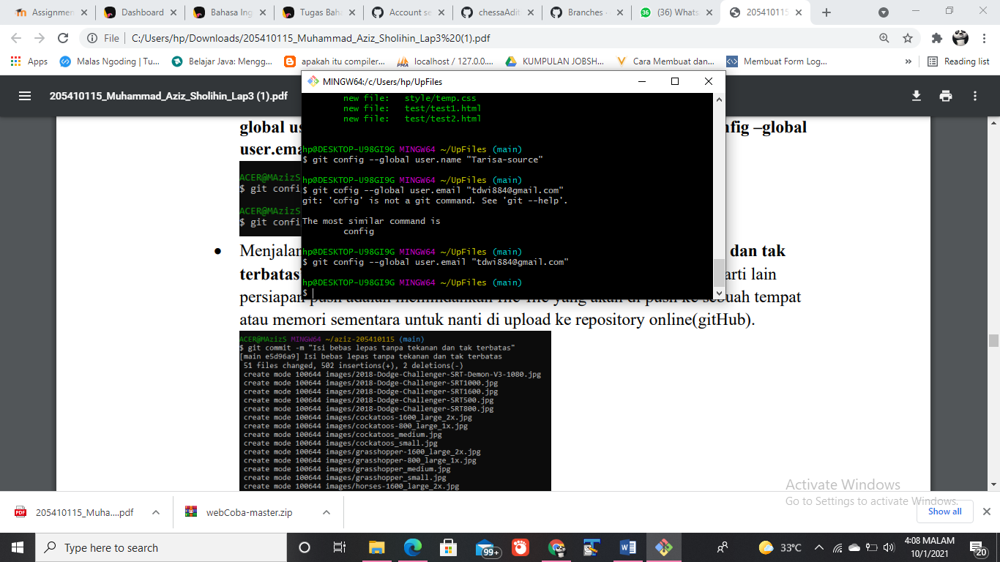 Assignmen
Dashboard
Bahasa Ing
Tugas Baha
Account se
chessaAdit
Branches
(36) Whats
205410115
File
C:/Users/hp/Downloads/205410115_Muhammad_Aziz_Sholihin_Lap3%20(1).pdf
Apps
Malas Ngoding | Tu...
Belajar Java: Mengg...
apakah itu compiler...
localhost / 127.0.0....
KUMPULAN JOBSH...
Cara Membuat dan...
Membuat Form Log...
»
Reading list
205410115_Muhammad_Aziz_Sholihin_Lap3 (1).pdf
MINGW64:/c/Users/hp/UpFiles
new file: style/temp.css
new file: test/test1.html
new file: test/test2.html
hp@DESKTOP-U98GI9G MINGW64 ~/UpFiles (main)
$ git config --global user.name "Tarisa-source"
hp@DESKTOP-U98GI9G MINGW64 ~/UpFiles (main)
$ git cofig --global user.email "tdwi884@gmail.com"
git: 'cofig' is not a git command. See 'git --help'.
The most similar command is
config
hp@DESKTOP-U98GI9G MINGW64 ~/UpFiles (main)
$ git config --global user.email "tdwi884@gmail.com"
hp@DESKTOP-U98GI9G MINGW64 ~/UpFiles (main)
$
global us nfig –global
user.ema
ACER@MAzizS
$ git confi
ACER@MAzizS
$ git confi
• Menjalan dan tak
terbatas" arti lain
persiapan push adalah memindahkan file-file yang akan di push ke sebuah tempat
atau memori sementara untuk nanti di upload ke repository online(gitHub).
ACER@MAzizS MINGW64 ~/aziz-205410115 (main)
$ git commit -m "Isi bebas lepas tanpa tekanan dan tak terbatas"
[main e5d96a9] Isi bebas lepas tanpa tekanan dan tak terbatas
51 files changed, 502 insertions(+), 2 deletions(-)
create mode 100644 images/2018-Dodge-Challenger-SRT-Demon-V3-1080.jpg
create mode 100644 images/2018-Dodge-Challenger-SRT1000.jpg
create mode 100644 images/2018-Dodge-Challenger-SRT1600.jpg
create mode 100644 images/2018-Dodge-Challenger-SRT500.jpg
create mode 100644 images/2018-Dodge-Challenger-SRT800.jpg
create mode 100644 images/cockatoos-1600_large_2x.jpg
create mode 100644 images/cockatoos-800_large_1x.jpg
create mode 100644 images/cockatoos_medium.jpg
create mode 100644 images/cockatoos_small.jpg
create mode 100644 images/grasshopper-1600_large_2x.jpg
create mode 100644 images/grasshopper-800_large_1x.jpg
create mode 100644 images/grasshopper_medium.jpg
create mode 100644 images/grasshopper_small.jpg
create mode 100644 images/horses-1600_large_2x.jpg
Activate Windows
Go to Settings to activate Windows.
205410115_Muha....pdf
webCoba-master.zip
Show all
Type here to search
99+
33°C
4:08 MALAM
10/1/2021
20